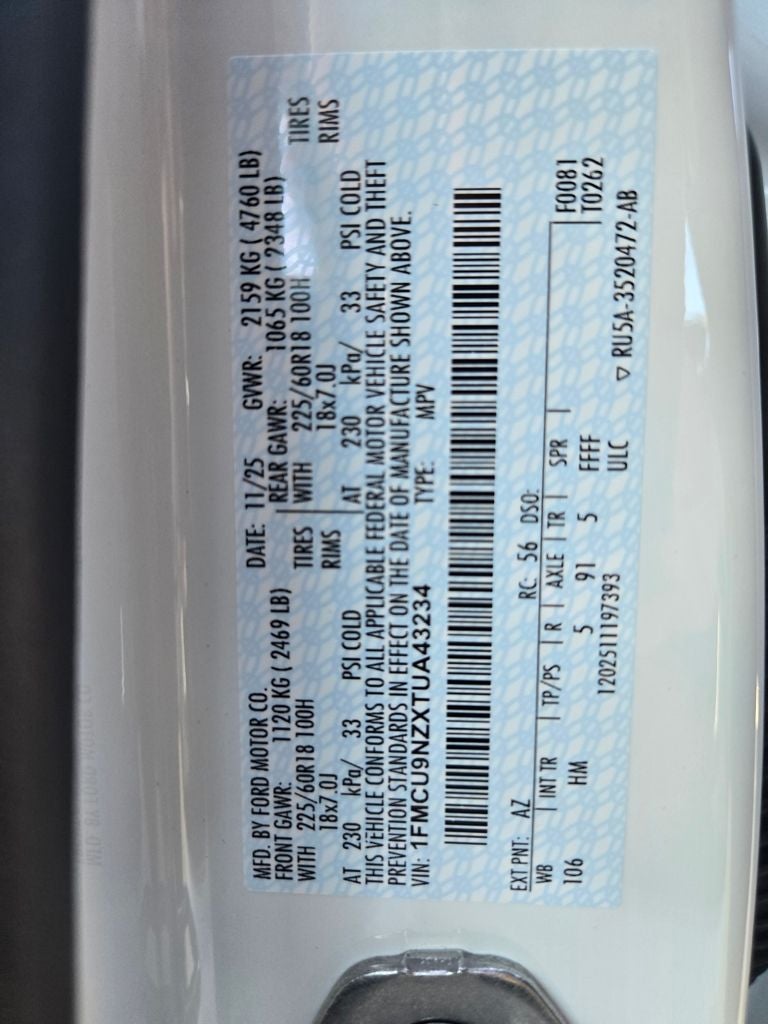 MFD. BY FORD MOTOR CO.
DATE: 11/25 GVWR: 2159 KG ( 4760 LB)
FRONT GAWR: 1120 KG ( 2469 LB)
REAR GAWR: 1065 KG ( 2348 LB)
WITH 225/60R18 100H TIRES
WITH 225/60R18 100H TIRES
18x7.0J RIMS
18x7.0J RIMS
AT 230 kPa/ 33 PSI COLD
AT 230 kPa/ 33 PSI COLD
THIS VEHICLE CONFORMS TO ALL APPLICABLE FEDERAL MOTOR VEHICLE SAFETY AND THEFT
PREVENTION STANDARDS IN EFFECT ON THE DATE OF MANUFACTURE SHOWN ABOVE.
VIN: 1FMCU9NZXTUA43234 TYPE: MPV
EXT PNT: AZ RC: 56 DSO:
WB INT TR TP/PS R AXLE TR SPR F0081
106 HM 5 91 5 FFFF T0262
1202511197393 ULC
▽ RU5A-3520472-AB